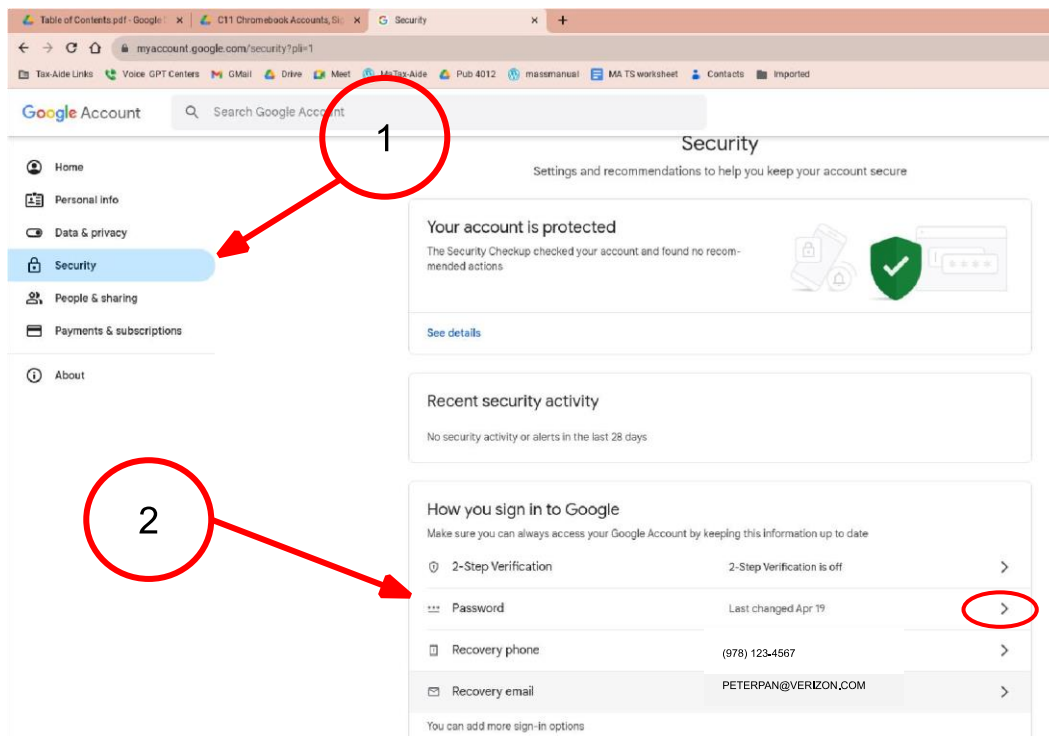 Table of Contents.pdf - Google
C11 Chromebook Accounts, Si
Security
myaccount.google.com/security?pli=1
Tax-Aide Links Voice GPT Centers GMail Drive Meet MaTax-Aide Pub 4012 massmanual MA TS worksheet Contacts Imported
Google Account
Search Google Account
1
Home
Personal info
Data & privacy
Security
People & sharing
Payments & subscriptions
About
Security
Settings and recommendations to help you keep your account secure
Your account is protected
The Security Checkup checked your account and found no recom-
mended actions
See details
Recent security activity
No security activity or alerts in the last 28 days
2
How you sign in to Google
Make sure you can always access your Google Account by keeping this information up to date
2-Step Verification 2-Step Verification is off
Password Last changed Apr 19
Recovery phone (978) 123-4567
Recovery email PETERPAN@VERIZON.COM
You can add more sign-in options